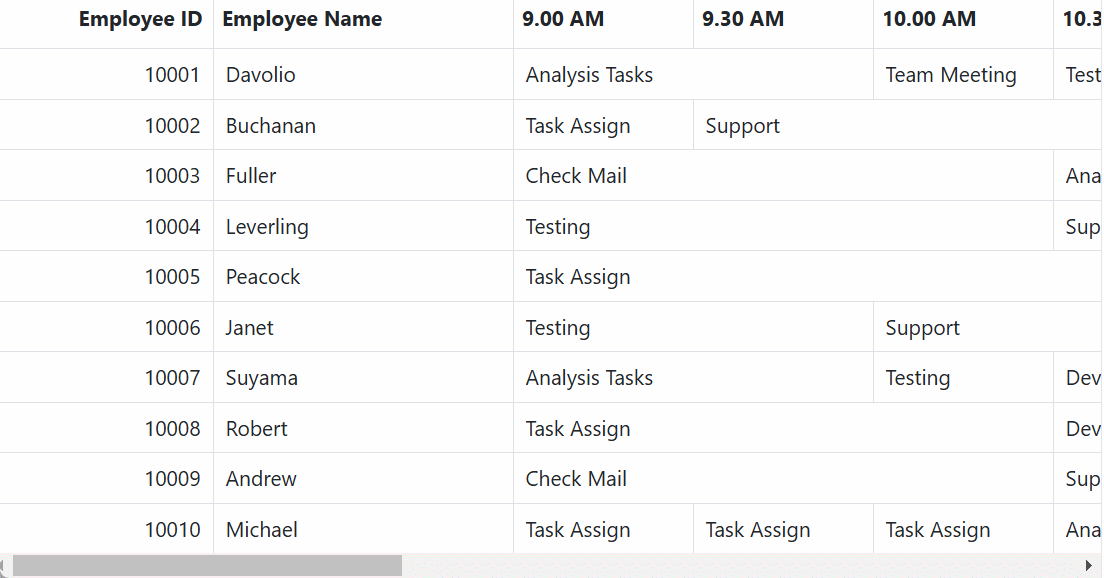 Employee ID Employee Name 9.00 AM 9.30 AM 10.00 AM 10.3
10001 Davolio Analysis Tasks Team Meeting Test
10002 Buchanan Task Assign Support
10003 Fuller Check Mail Ana
10004 Leverling Testing Sup
10005 Peacock Task Assign
10006 Janet Testing Support
10007 Suyama Analysis Tasks Testing Dev
10008 Robert Task Assign Dev
10009 Andrew Check Mail Sup
10010 Michael Task Assign Task Assign Task Assign Ana